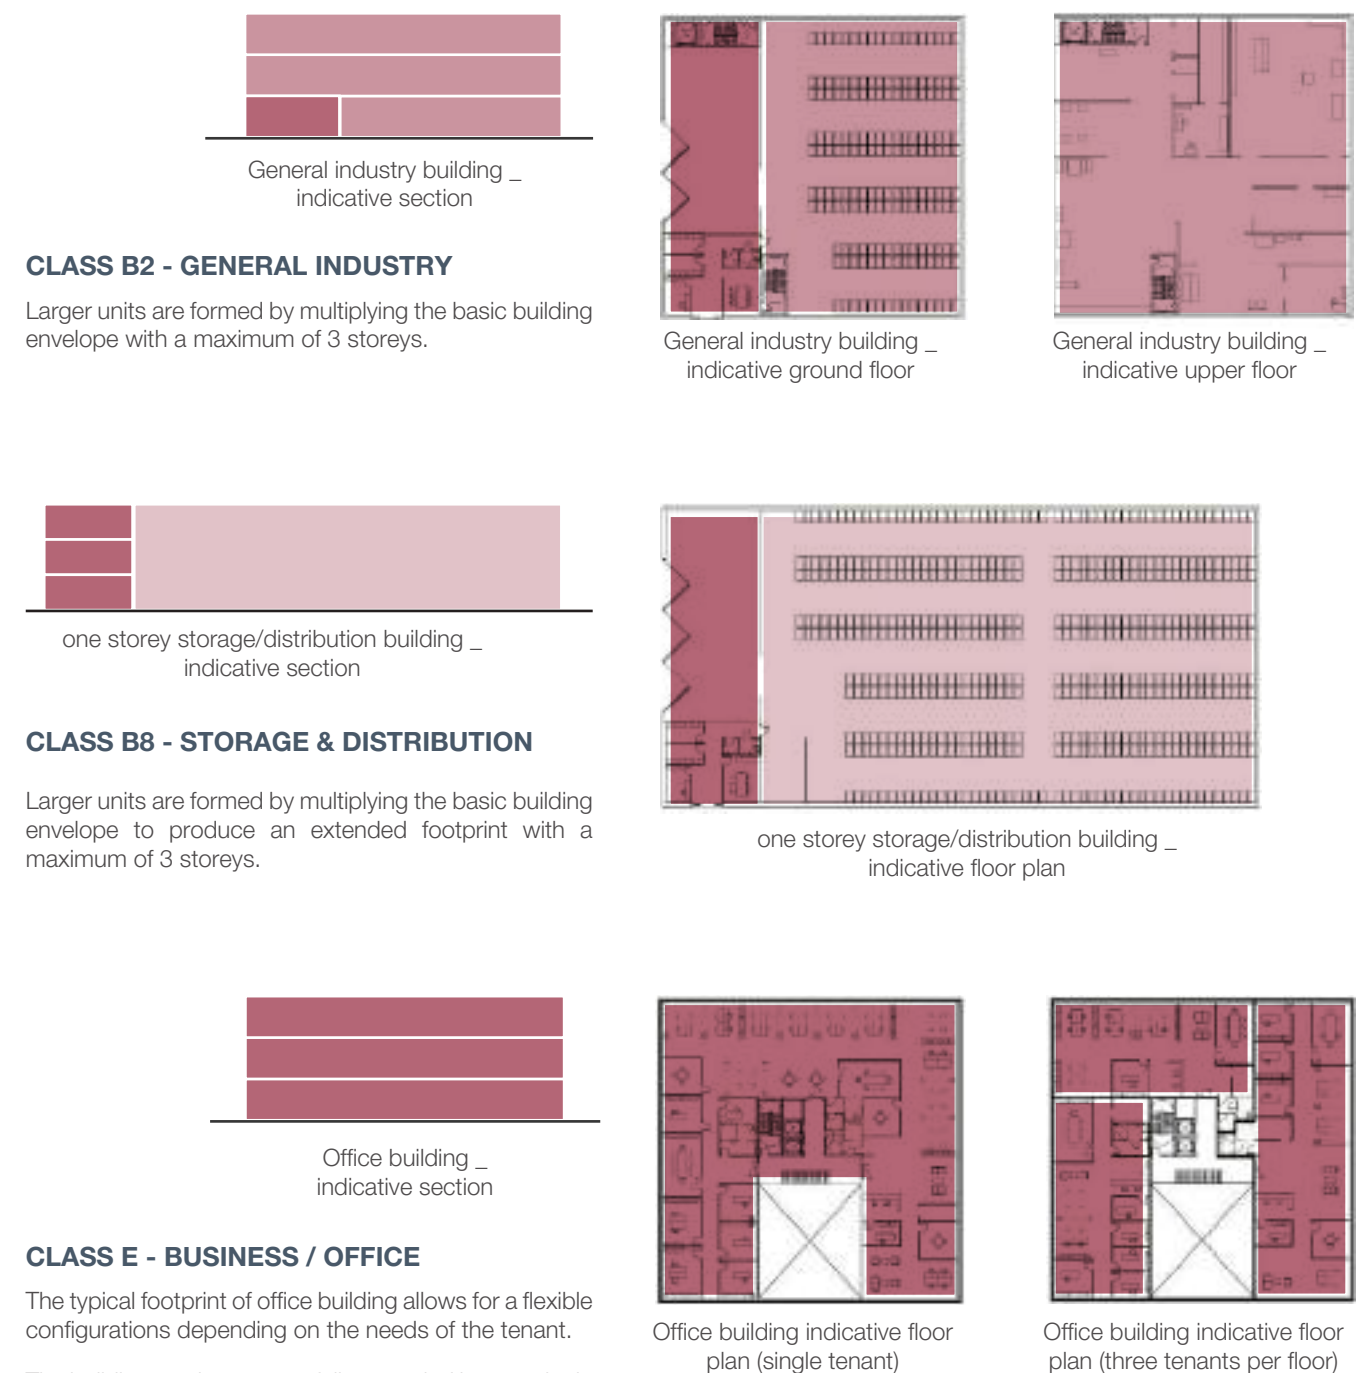 General industry building _
indicative section
CLASS B2 - GENERAL INDUSTRY
Larger units are formed by multiplying the basic building
envelope with a maximum of 3 storeys.
General industry building _
indicative ground floor
General industry building _
indicative upper floor
one storey storage/distribution building _
indicative section
CLASS B8 - STORAGE & DISTRIBUTION
Larger units are formed by multiplying the basic building
envelope to produce an extended footprint with a
maximum of 3 storeys.
one storey storage/distribution building _
indicative floor plan
Office building _
indicative section
CLASS E - BUSINESS / OFFICE
The typical footprint of office building allows for a flexible
configurations depending on the needs of the tenant.
Office building indicative floor
plan (single tenant)
Office building indicative floor
plan (three tenants per floor)